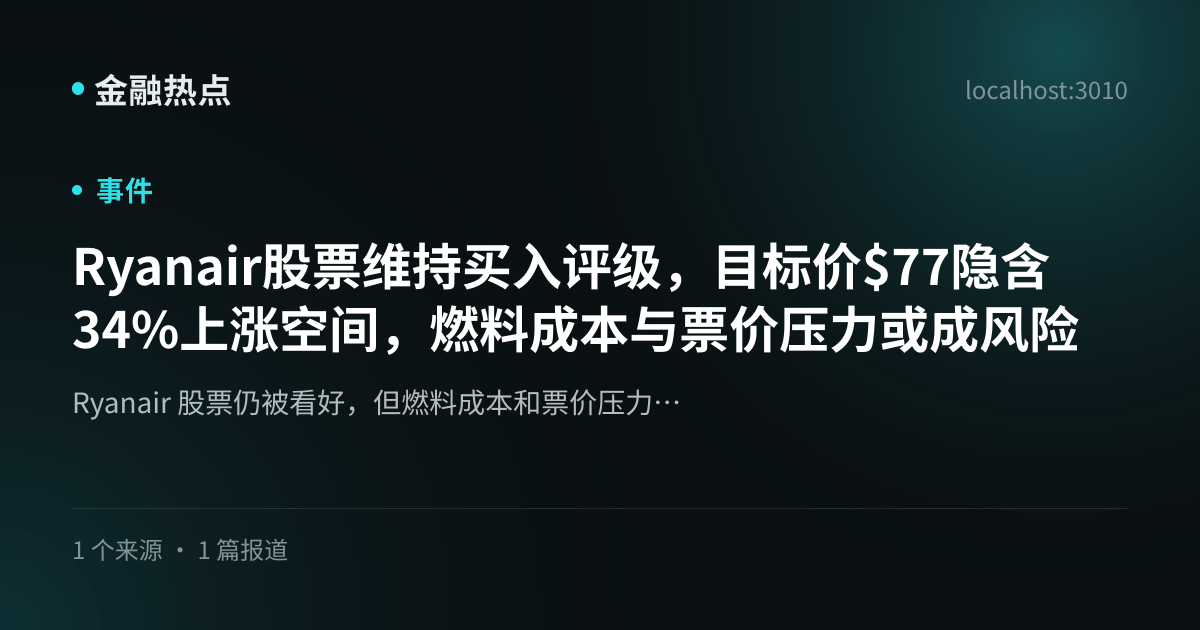 金融热点
localhost:3010
事件
Ryanair股票维持买入评级，目标价$77隐含
34%上涨空间，燃料成本与票价压力或成风险
Ryanair 股票仍被看好，但燃料成本和票价压力…
1 个来源 · 1 篇报道